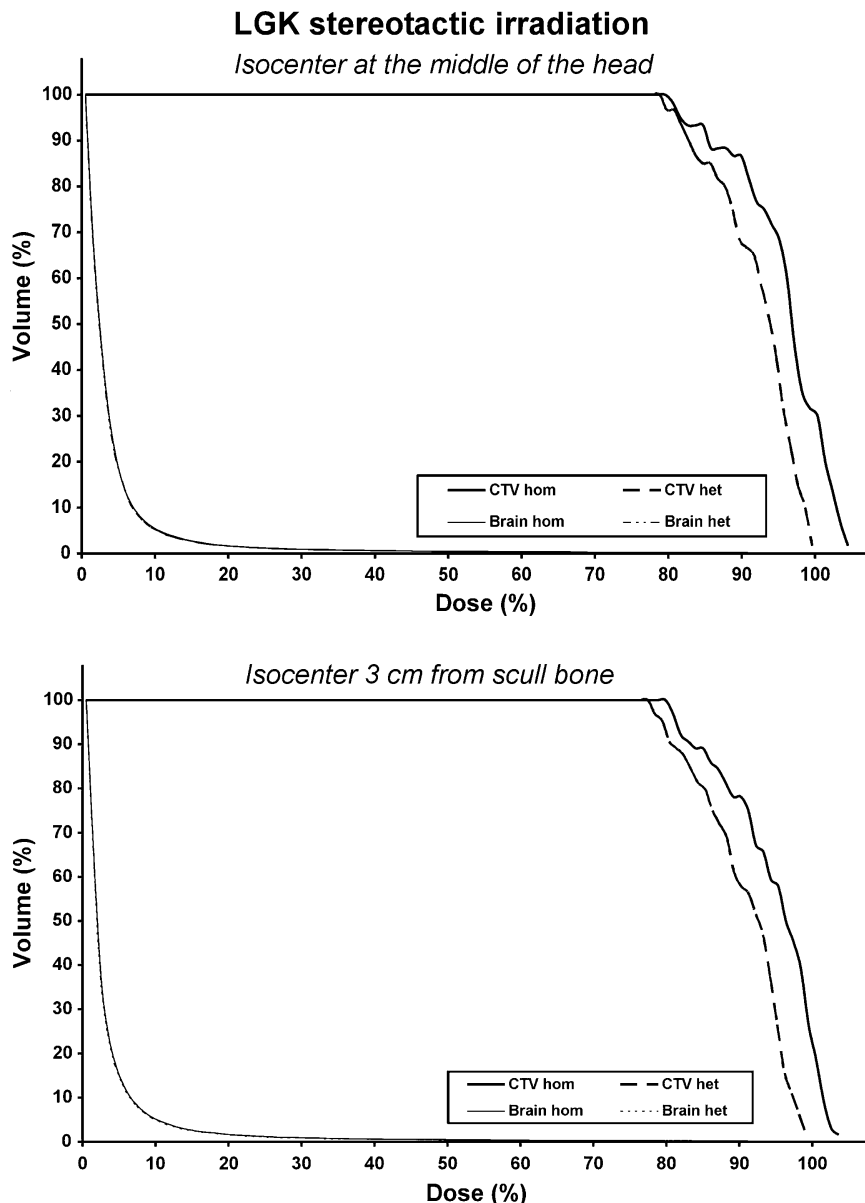 LGK stereotactic irradiation
Isocenter at the middle of the head
Volume (%)
100
90
80
70
60
50
40
30
20
10
0
CTV hom
CTV het
Brain hom
Brain het
0 10 20 30 40 50 60 70 80 90 100
Dose (%)
Isocenter 3 cm from scull bone
Volume (%)
100
90
80
70
60
50
40
30
20
10
0
CTV hom
CTV het
Brain hom
Brain het
0 10 20 30 40 50 60 70 80 90 100
Dose (%)